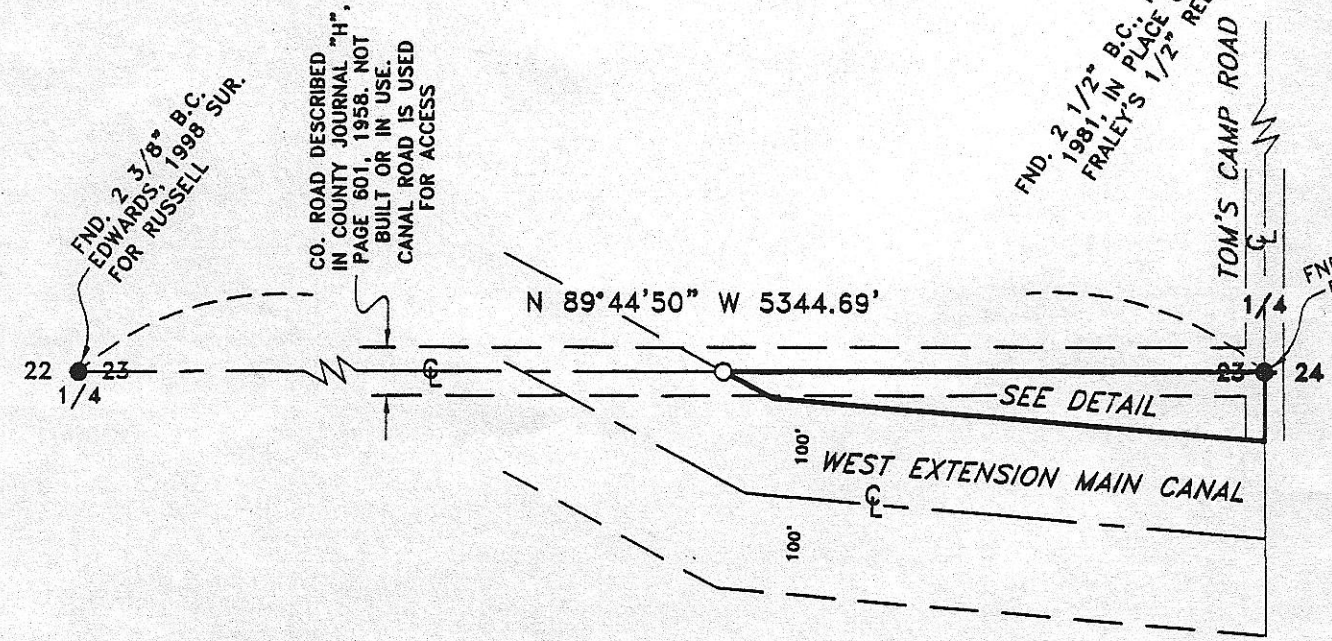 FND. 2 3/8" B.C.
EDWARDS, 1998 SUR.
FOR RUSSELL
CO. ROAD DESCRIBED
IN COUNTY JOURNAL "H",
PAGE 601, 1958. NOT
BUILT OR IN USE.
CANAL ROAD IS USED
FOR ACCESS
FND. 2 1/2" B.C.,
1981, IN PLACE
FRALEY'S 1/2"
TOM'S CAMP ROAD
℄
FND
N 89°44'50" W 5344.69'
1/4
22 23
1/4
℄
23 24
SEE DETAIL
100'
WEST EXTENSION MAIN CANAL
℄
100'